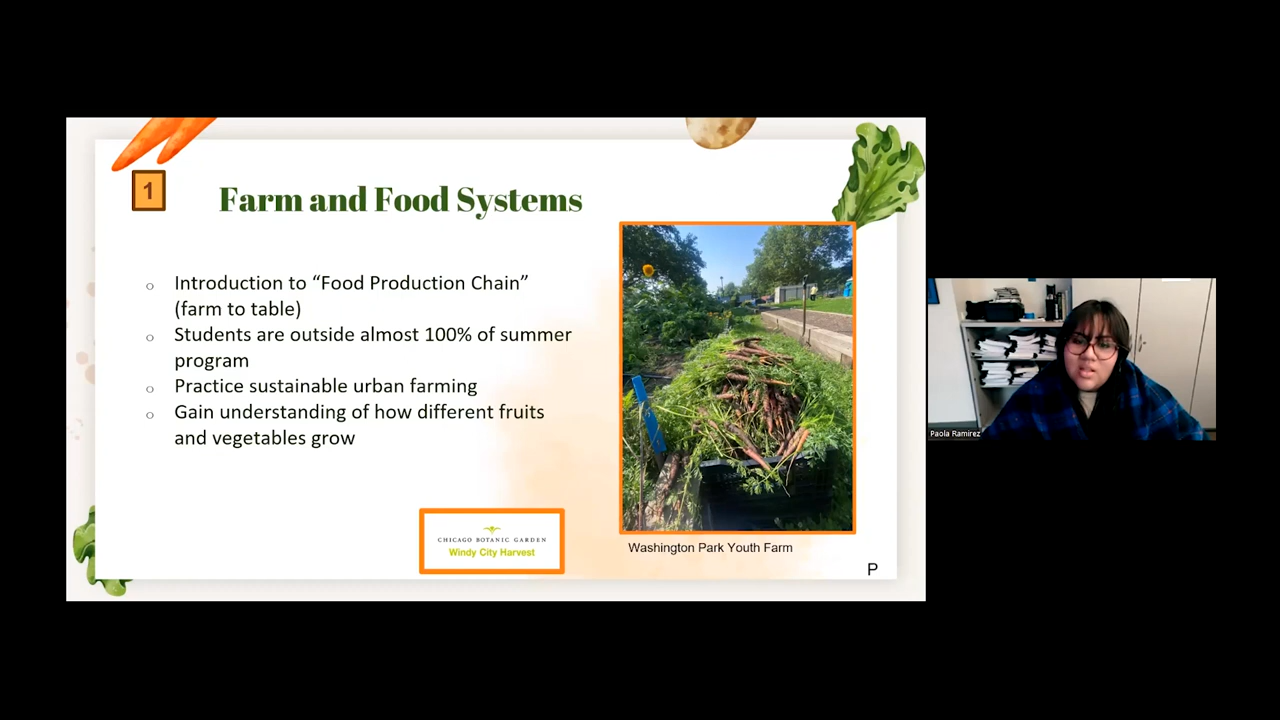 1
Farm and Food Systems
Introduction to “Food Production Chain”
(farm to table)
Students are outside almost 100% of summer
program
Practice sustainable urban farming
Gain understanding of how different fruits
and vegetables grow
CHICAGO BOTANIC GARDEN
Windy City Harvest
Washington Park Youth Farm
P
Paola Ramirez